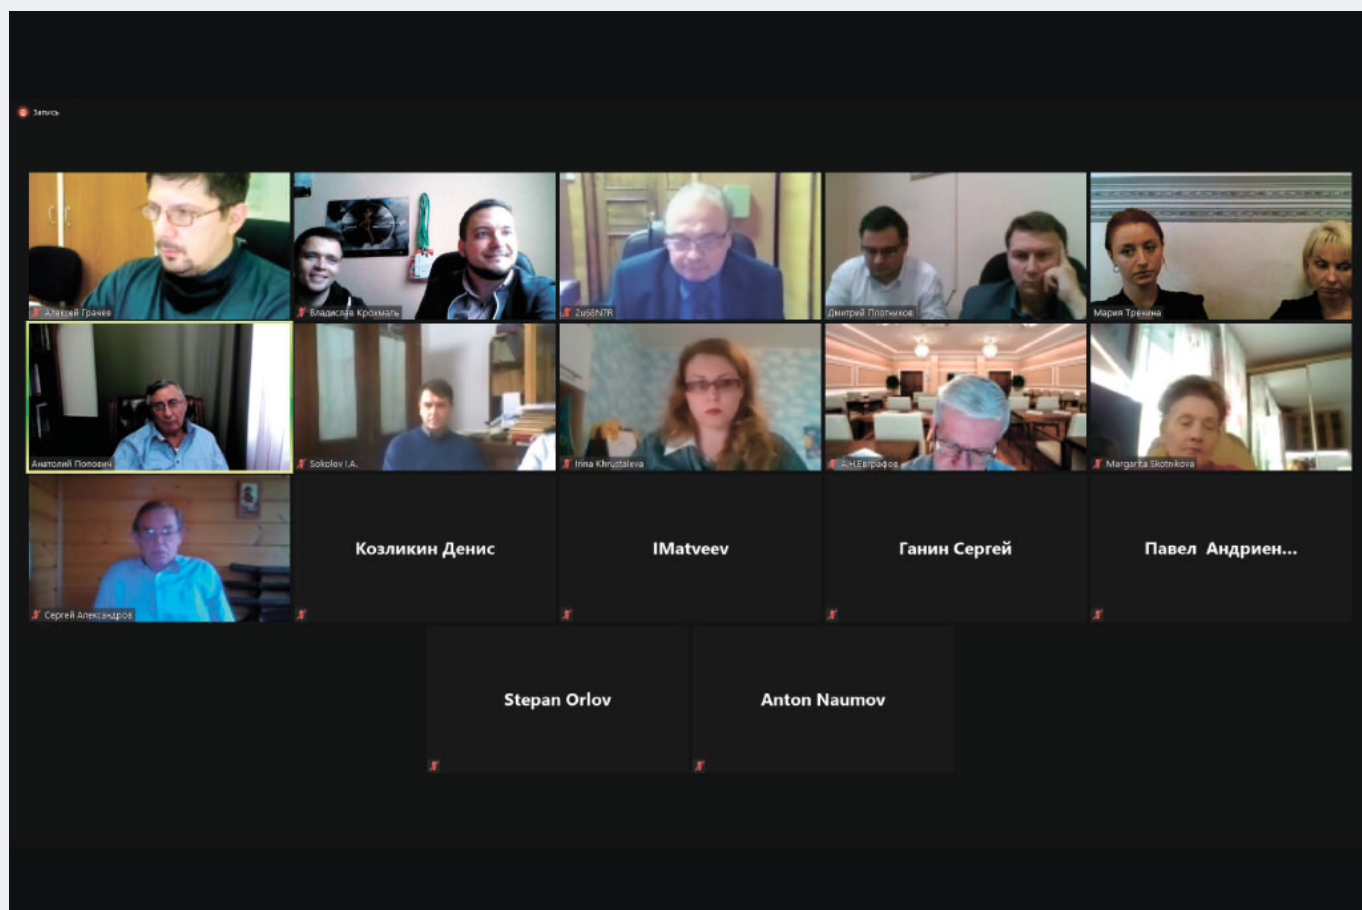 Запись
Алексей Грачев
Владислав Крохмаль
2u68N7R
Дмитрий Плотников
Мария Тренина
Анатолий Попович
Sokolov I.A.
Irina Khrustaleva
А.Н.Евграфов
Margarita Skotnikova
Сергей Александров
Козликин Денис
IMatveev
Ганин Сергей
Павел Андриен...
Stepan Orlov
Anton Naumov